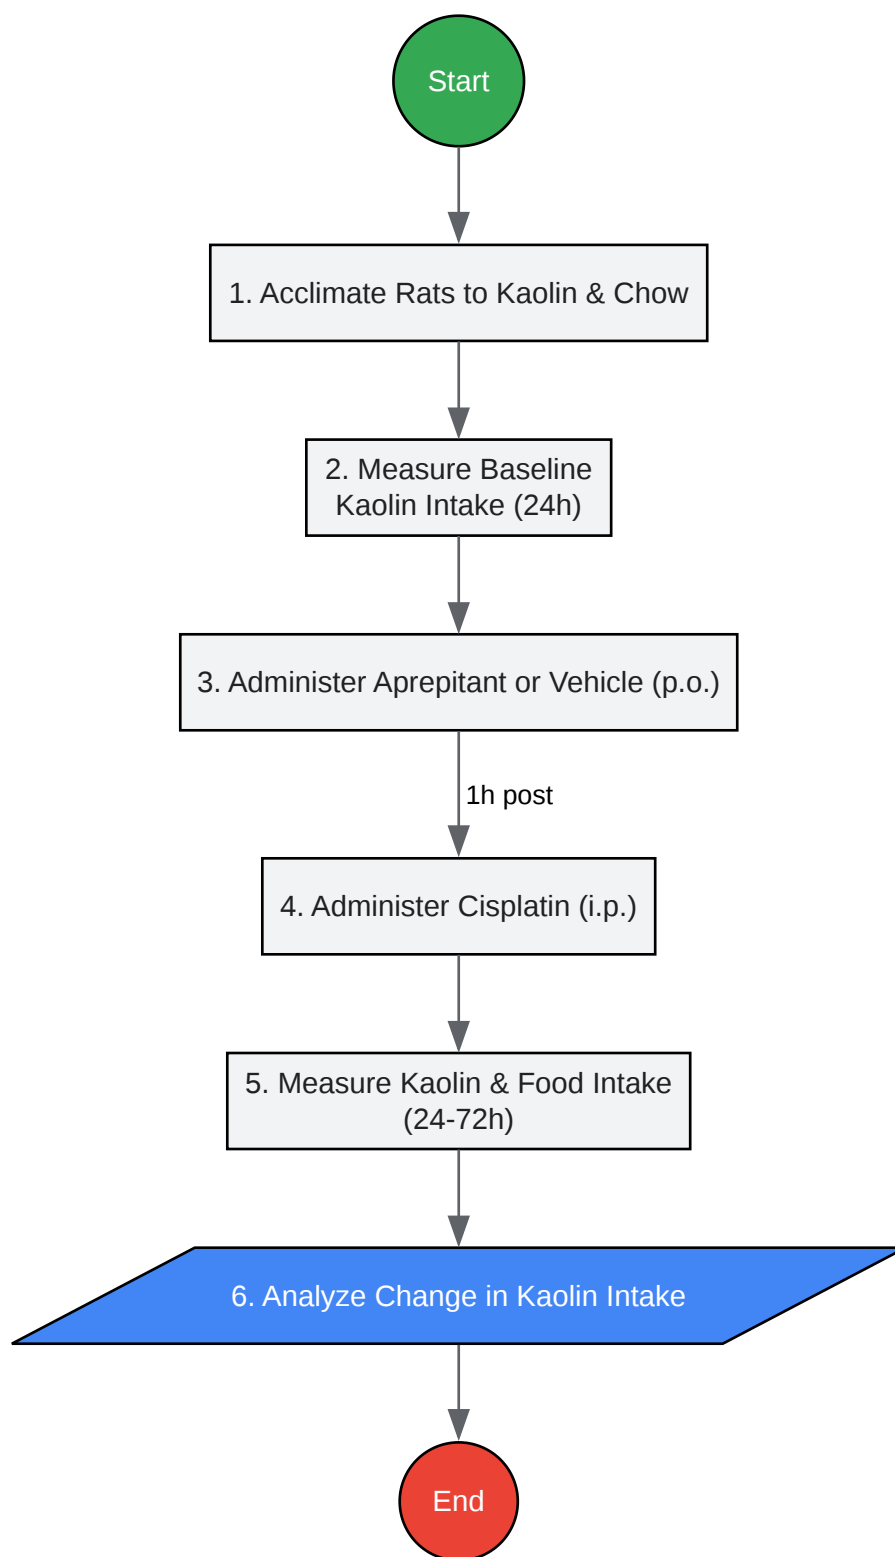 Start
1. Acclimate Rats to Kaolin & Chow
2. Measure Baseline
Kaolin Intake (24h)
3. Administer Aprepitant or Vehicle (p.o.)
1h post
4. Administer Cisplatin (i.p.)
5. Measure Kaolin & Food Intake
(24-72h)
6. Analyze Change in Kaolin Intake
End